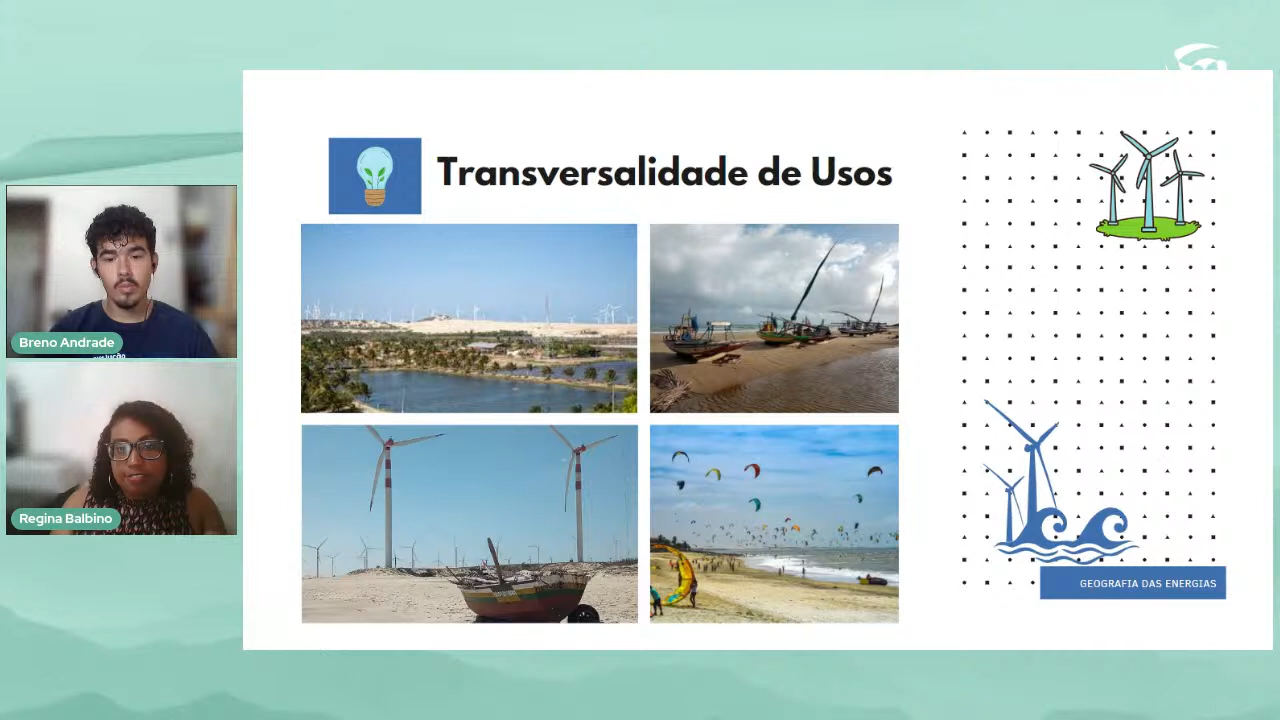 Transversalidade de Usos
Breno Andrade
Regina Balbino
GEOGRAFIA DAS ENERGIAS